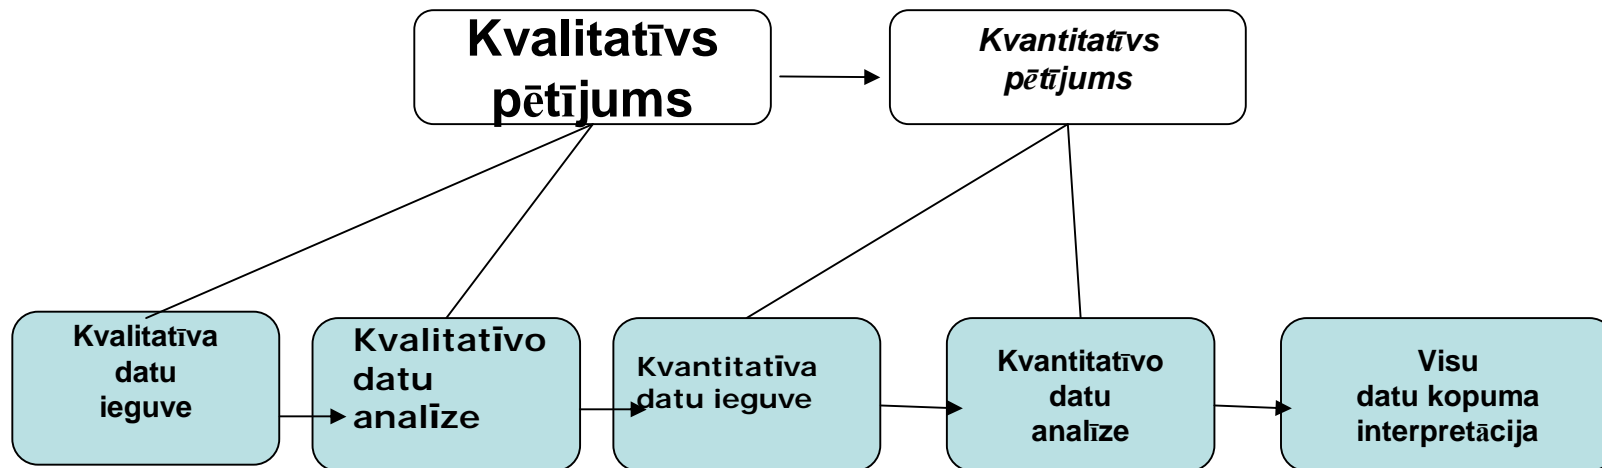 Kvalitatīvs
pētījums
Kvantitatīvs
pētījums
Kvalitatīva
datu
ieguve
Kvalitatīvo
datu
analīze
Kvantitatīva
datu ieguve
Kvantitatīvo
datu
analīze
Visu
datu kopuma
interpretācija